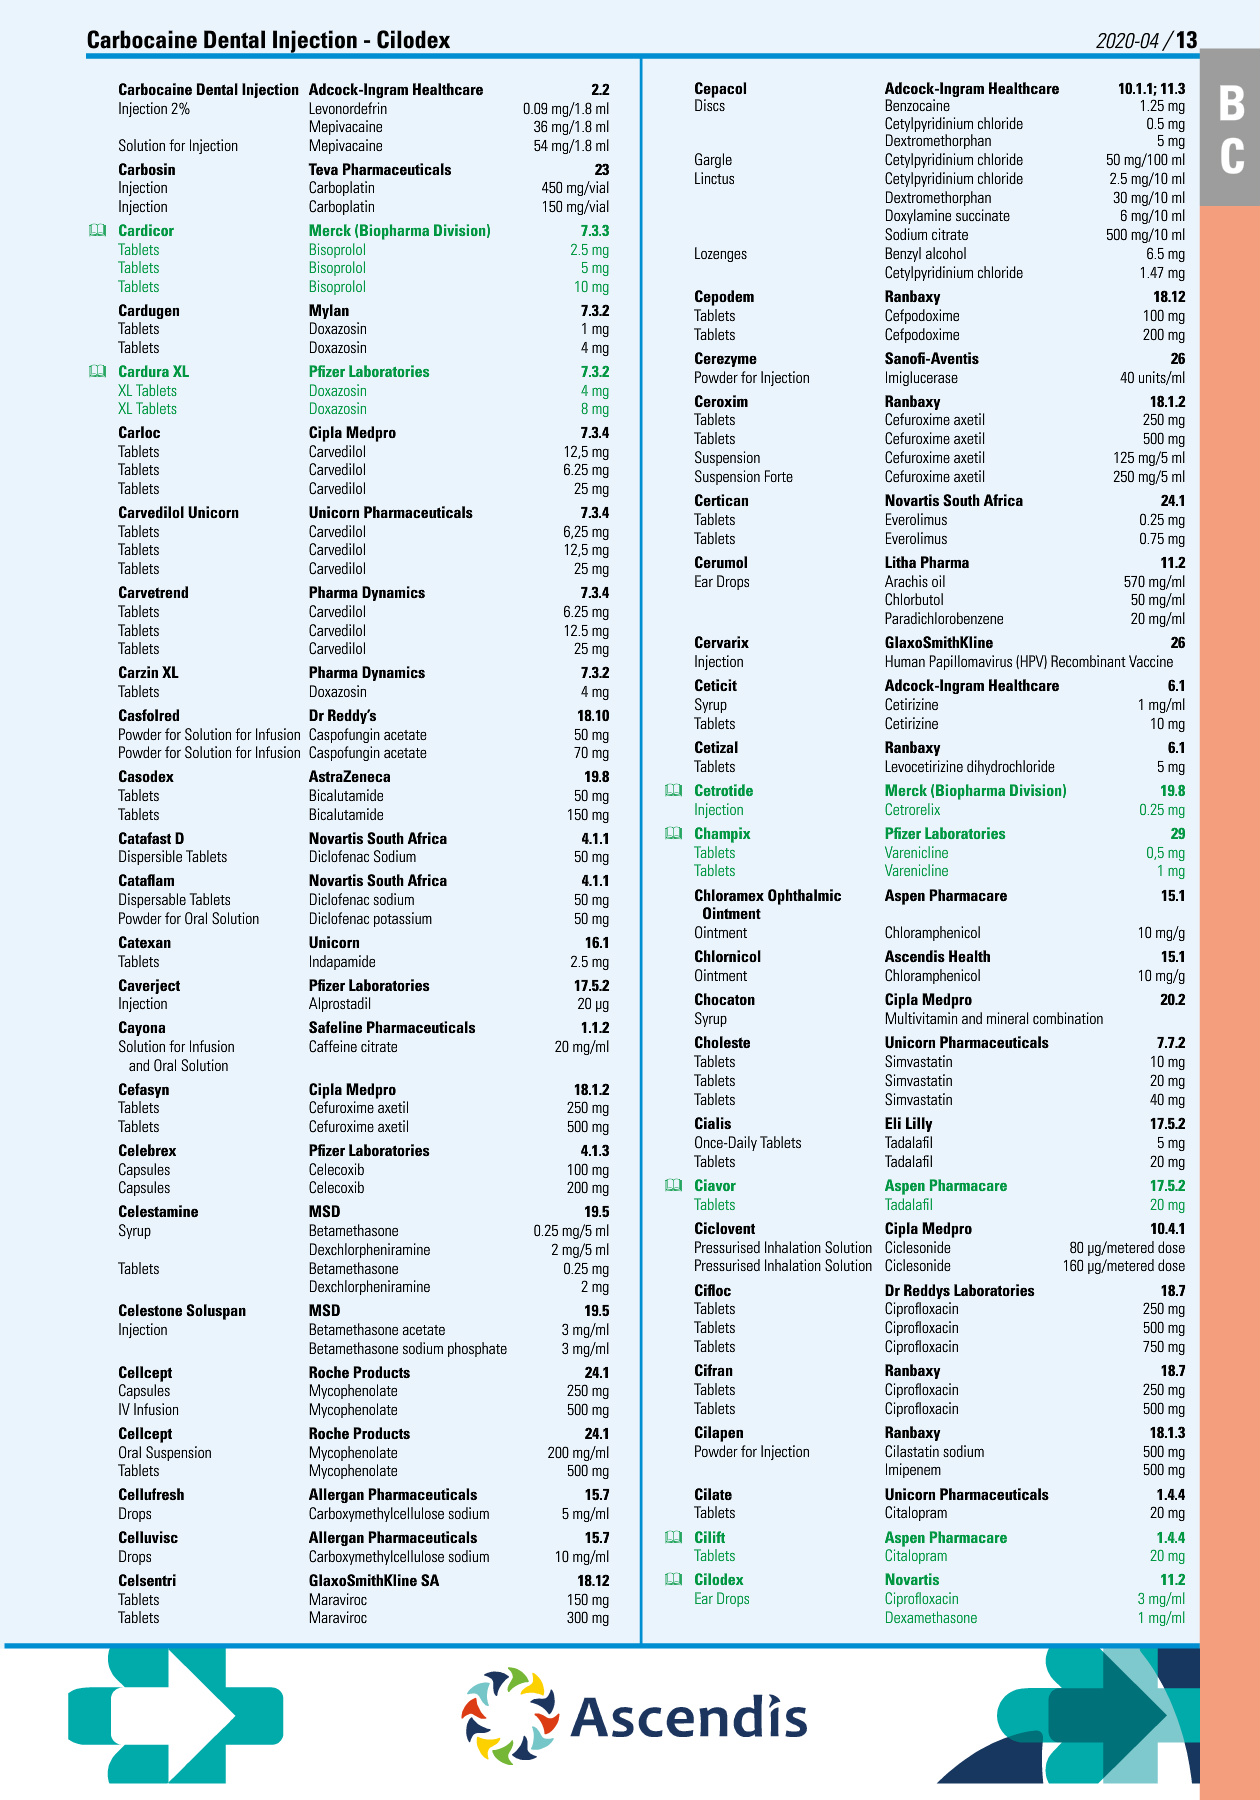 Carbocaine Dental Injection - Cilodex 2020-04 / 13
B
C
Carbocaine Dental Injection Adcock-Ingram Healthcare 2.2
Injection 2% Levonordefrin 0.09 mg/1.8 ml
Mepivacaine 36 mg/1.8 ml
Solution for Injection Mepivacaine 54 mg/1.8 ml
Carbosin Teva Pharmaceuticals 23
Injection Carboplatin 450 mg/vial
Injection Carboplatin 150 mg/vial
Cardicor Merck (Biopharma Division) 7.3.3
Tablets Bisoprolol 2.5 mg
Tablets Bisoprolol 5 mg
Tablets Bisoprolol 10 mg
Cardugen Mylan 7.3.2
Tablets Doxazosin 1 mg
Tablets Doxazosin 4 mg
Cardura XL Pfizer Laboratories 7.3.2
XL Tablets Doxazosin 4 mg
XL Tablets Doxazosin 8 mg
Carloc Cipla Medpro 7.3.4
Tablets Carvedilol 12,5 mg
Tablets Carvedilol 6.25 mg
Tablets Carvedilol 25 mg
Carvedilol Unicorn Unicorn Pharmaceuticals 7.3.4
Tablets Carvedilol 6,25 mg
Tablets Carvedilol 12,5 mg
Tablets Carvedilol 25 mg
Carvetrend Pharma Dynamics 7.3.4
Tablets Carvedilol 6.25 mg
Tablets Carvedilol 12.5 mg
Tablets Carvedilol 25 mg
Carzin XL Pharma Dynamics 7.3.2
Tablets Doxazosin 4 mg
Casfolred Dr Reddy's 18.10
Powder for Solution for Infusion Caspofungin acetate 50 mg
Powder for Solution for Infusion Caspofungin acetate 70 mg
Casodex AstraZeneca 19.8
Tablets Bicalutamide 50 mg
Tablets Bicalutamide 150 mg
Catafast D Novartis South Africa 4.1.1
Dispersible Tablets Diclofenac Sodium 50 mg
Cataflam Novartis South Africa 4.1.1
Dispersable Tablets Diclofenac sodium 50 mg
Powder for Oral Solution Diclofenac potassium 50 mg
Catexan Unicorn 16.1
Tablets Indapamide 2.5 mg
Caverject Pfizer Laboratories 17.5.2
Injection Alprostadil 20 µg
Cayona Safeline Pharmaceuticals 1.1.2
Solution for Infusion Caffeine citrate 20 mg/ml
and Oral Solution
Cefasyn Cipla Medpro 18.1.2
Tablets Cefuroxime axetil 250 mg
Tablets Cefuroxime axetil 500 mg
Celebrex Pfizer Laboratories 4.1.3
Capsules Celecoxib 100 mg
Capsules Celecoxib 200 mg
Celestamine MSD 19.5
Syrup Betamethasone 0.25 mg/5 ml
Dexchlorpheniramine 2 mg/5 ml
Tablets Betamethasone 0.25 mg
Dexchlorpheniramine 2 mg
Celestone Soluspan MSD 19.5
Injection Betamethasone acetate 3 mg/ml
Betamethasone sodium phosphate 3 mg/ml
Cellcept Roche Products 24.1
Capsules Mycophenolate 250 mg
IV Infusion Mycophenolate 500 mg
Cellcept Roche Products 24.1
Oral Suspension Mycophenolate 200 mg/ml
Tablets Mycophenolate 500 mg
Cellufresh Allergan Pharmaceuticals 15.7
Drops Carboxymethylcellulose sodium 5 mg/ml
Celluvisc Allergan Pharmaceuticals 15.7
Drops Carboxymethylcellulose sodium 10 mg/ml
Celsentri GlaxoSmithKline SA 18.12
Tablets Maraviroc 150 mg
Tablets Maraviroc 300 mg
Cepacol Adcock-Ingram Healthcare 10.1.1; 11.3
Discs Benzocaine 1.25 mg
Cetylpyridinium chloride 0.5 mg
Dextromethorphan 5 mg
Gargle Cetylpyridinium chloride 50 mg/100 ml
Linctus Cetylpyridinium chloride 2.5 mg/10 ml
Dextromethorphan 30 mg/10 ml
Doxylamine succinate 6 mg/10 ml
Sodium citrate 500 mg/10 ml
Lozenges Benzyl alcohol 6.5 mg
Cetylpyridinium chloride 1.47 mg
Cepodem Ranbaxy 18.12
Tablets Cefpodoxime 100 mg
Tablets Cefpodoxime 200 mg
Cerezyme Sanofi-Aventis 26
Powder for Injection Imiglucerase 40 units/ml
Ceroxim Ranbaxy 18.1.2
Tablets Cefuroxime axetil 250 mg
Tablets Cefuroxime axetil 500 mg
Suspension Cefuroxime axetil 125 mg/5 ml
Suspension Forte Cefuroxime axetil 250 mg/5 ml
Certican Novartis South Africa 24.1
Tablets Everolimus 0.25 mg
Tablets Everolimus 0.75 mg
Cerumol Litha Pharma 11.2
Ear Drops Arachis oil 570 mg/ml
Chlorbutol 50 mg/ml
Paradichlorobenzene 20 mg/ml
Cervarix GlaxoSmithKline 26
Injection Human Papillomavirus (HPV) Recombinant Vaccine
Ceticit Adcock-Ingram Healthcare 6.1
Syrup Cetirizine 1 mg/ml
Tablets Cetirizine 10 mg
Cetizal Ranbaxy 6.1
Tablets Levocetirizine dihydrochloride 5 mg
Cetrotide Merck (Biopharma Division) 19.8
Injection Cetrorelix 0.25 mg
Champix Pfizer Laboratories 29
Tablets Varenicline 0,5 mg
Tablets Varenicline 1 mg
Chloramex Ophthalmic Aspen Pharmacare 15.1
Ointment
Ointment Chloramphenicol 10 mg/g
Chlornicol Ascendis Health 15.1
Ointment Chloramphenicol 10 mg/g
Chocaton Cipla Medpro 20.2
Syrup Multivitamin and mineral combination
Choleste Unicorn Pharmaceuticals 7.7.2
Tablets Simvastatin 10 mg
Tablets Simvastatin 20 mg
Tablets Simvastatin 40 mg
Cialis Eli Lilly 17.5.2
Once-Daily Tablets Tadalafil 5 mg
Tablets Tadalafil 20 mg
Ciavor Aspen Pharmacare 17.5.2
Tablets Tadalafil 20 mg
Ciclovent Cipla Medpro 10.4.1
Pressurised Inhalation Solution Ciclesonide 80 µg/metered dose
Pressurised Inhalation Solution Ciclesonide 160 µg/metered dose
Cifloc Dr Reddys Laboratories 18.7
Tablets Ciprofloxacin 250 mg
Tablets Ciprofloxacin 500 mg
Tablets Ciprofloxacin 750 mg
Cifran Ranbaxy 18.7
Tablets Ciprofloxacin 250 mg
Tablets Ciprofloxacin 500 mg
Cilapen Ranbaxy 18.1.3
Powder for Injection Cilastatin sodium 500 mg
Imipenem 500 mg
Cilate Unicorn Pharmaceuticals 1.4.4
Tablets Citalopram 20 mg
Cilift Aspen Pharmacare 1.4.4
Tablets Citalopram 20 mg
Cilodex Novartis 11.2
Ear Drops Ciprofloxacin 3 mg/ml
Dexamethasone 1 mg/ml
Ascendis